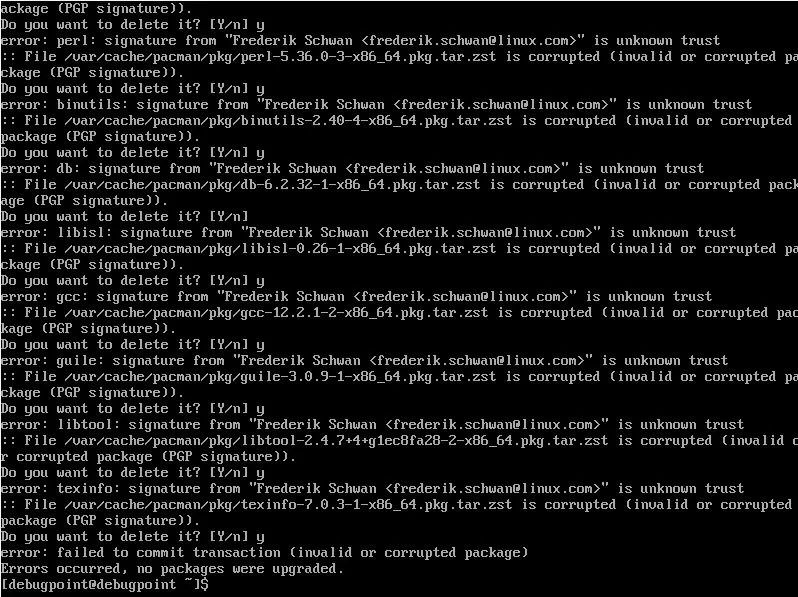 ackage (PGP signature)).
Do you want to delete it? [Y/n] y
error: perl: signature from "Frederik Schwan <frederik.schwan@linux.com>" is unknown trust
:: File /var/cache/pacman/pkg/perl-5.36.0-3-x86_64.pkg.tar.zst is corrupted (invalid or corrupted pa
ckage (PGP signature)).
Do you want to delete it? [Y/n] y
error: binutils: signature from "Frederik Schwan <frederik.schwan@linux.com>" is unknown trust
:: File /var/cache/pacman/pkg/binutils-2.40-4-x86_64.pkg.tar.zst is corrupted (invalid or corrupted
package (PGP signature)).
Do you want to delete it? [Y/n] y
error: db: signature from "Frederik Schwan <frederik.schwan@linux.com>" is unknown trust
:: File /var/cache/pacman/pkg/db-6.2.32-1-x86_64.pkg.tar.zst is corrupted (invalid or corrupted pack
age (PGP signature)).
Do you want to delete it? [Y/n]
error: libisl: signature from "Frederik Schwan <frederik.schwan@linux.com>" is unknown trust
:: File /var/cache/pacman/pkg/libisl-0.26-1-x86_64.pkg.tar.zst is corrupted (invalid or corrupted pa
ckage (PGP signature)).
Do you want to delete it? [Y/n] y
error: gcc: signature from "Frederik Schwan <frederik.schwan@linux.com>" is unknown trust
:: File /var/cache/pacman/pkg/gcc-12.2.1-2-x86_64.pkg.tar.zst is corrupted (invalid or corrupted pac
kage (PGP signature)).
Do you want to delete it? [Y/n] y
error: guile: signature from "Frederik Schwan <frederik.schwan@linux.com>" is unknown trust
:: File /var/cache/pacman/pkg/guile-3.0.9-1-x86_64.pkg.tar.zst is corrupted (invalid or corrupted pa
ckage (PGP signature)).
Do you want to delete it? [Y/n] y
error: libtool: signature from "Frederik Schwan <frederik.schwan@linux.com>" is unknown trust
:: File /var/cache/pacman/pkg/libtool-2.4.7+4+g1ec8fa28-2-x86_64.pkg.tar.zst is corrupted (invalid o
r corrupted package (PGP signature)).
Do you want to delete it? [Y/n] y
error: texinfo: signature from "Frederik Schwan <frederik.schwan@linux.com>" is unknown trust
:: File /var/cache/pacman/pkg/texinfo-7.0.3-1-x86_64.pkg.tar.zst is corrupted (invalid or corrupted
package (PGP signature)).
Do you want to delete it? [Y/n] y
error: failed to commit transaction (invalid or corrupted package)
Errors occurred, no packages were upgraded.
[debugpoint@debugpoint ~]$